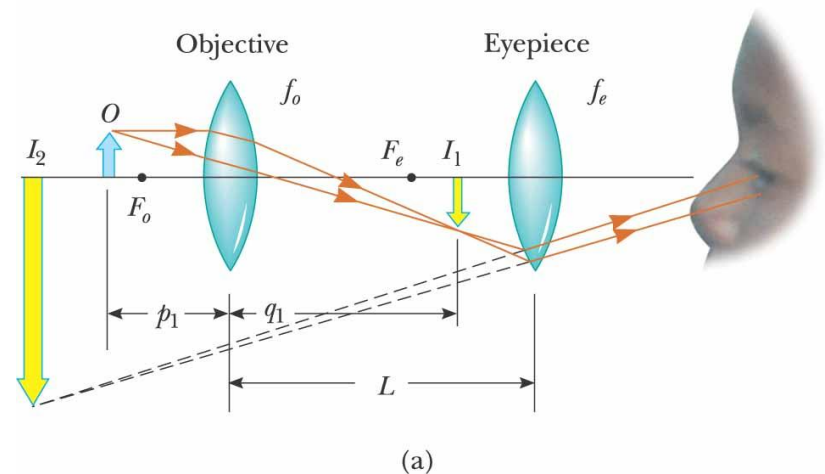 Objective Eyepiece
f_o f_e
O
I_2 F_e I_1
F_o
p_1 q_1
L
(a)